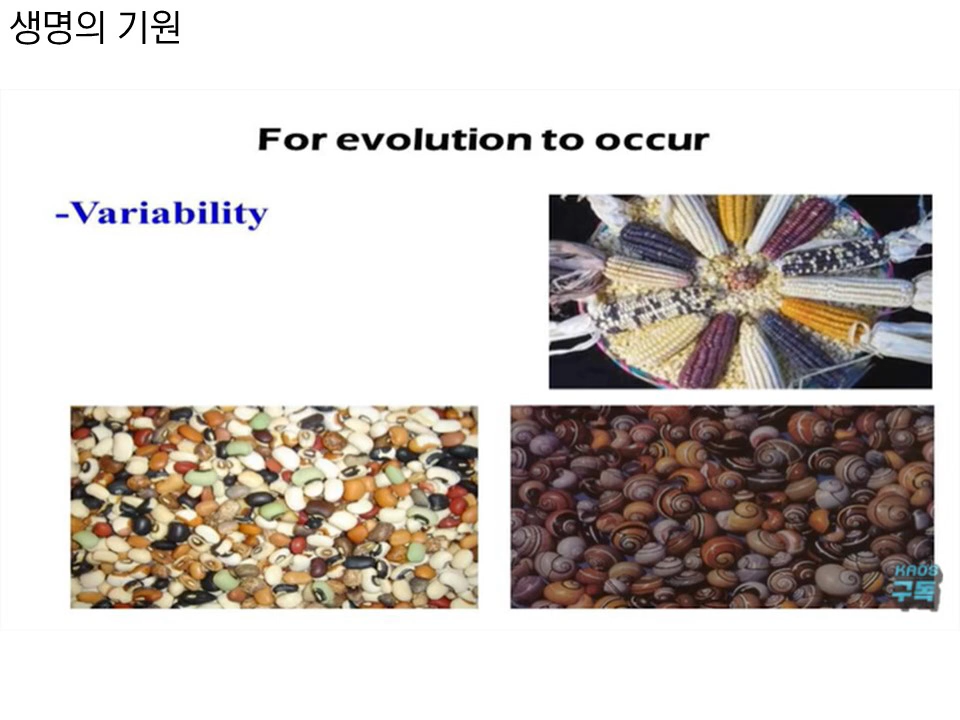 생명의 기원
For evolution to occur
-Variability
KAOS
구독